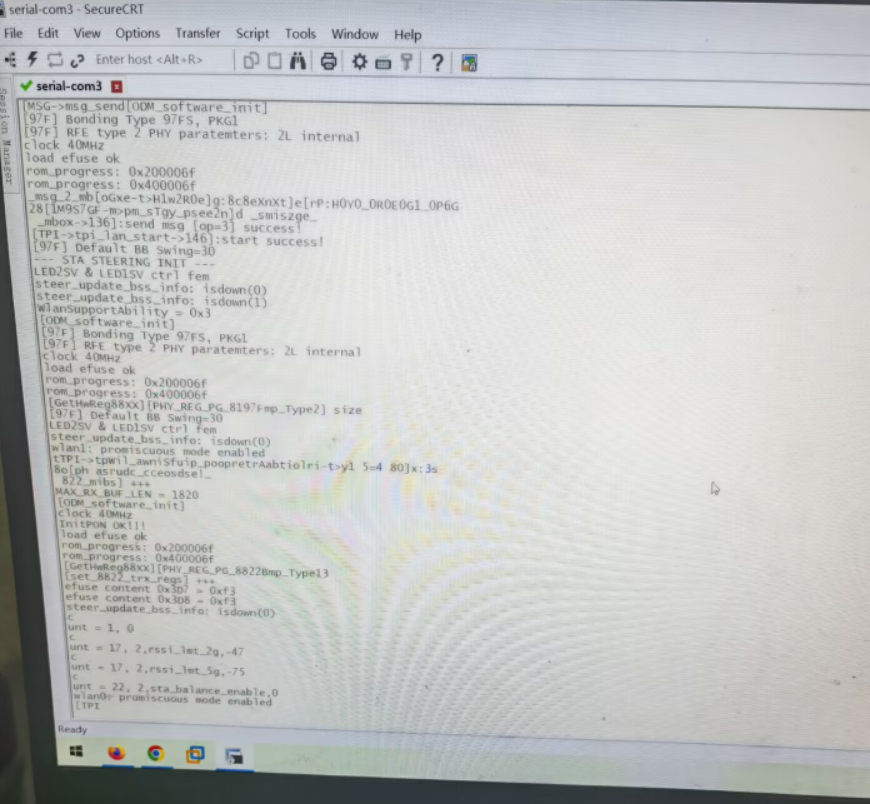 serial-com3 - SecureCRT
File Edit View Options Transfer Script Tools Window Help
Enter host <Alt+R>
serial-com3
Session Manager
[MSG->msg_send[ODM_software_init]
[97F] Bonding Type 97FS, PKG1
[97F] RFE type 2 PHY paratemters: 2L internal
clock 40MHz
load efuse ok
rom_progress: 0x200006f
rom_progress: 0x400006f
_msg_2_mb[oGxe-t>H1w2R0e]g:8c8eXnXt]e[rP:H0Y0_0R0E0G1_0P6G
28[1M9S7GF-m>pm_sTgy_psee2n]d _smiszge_
_mbox->136]:send msg [op=3] success!
[TPI->tpi_lan_start->146]:start success!
[97F] Default BB Swing=30
--- STA STEERING INIT ---
LED2SV & LED1SV ctrl fem
steer_update_bss_info: isdown(0)
steer_update_bss_info: isdown(1)
WlanSupportAbility = 0x3
[ODM_software_init]
[97F] Bonding Type 97FS, PKG1
[97F] RFE type 2 PHY paratemters: 2L internal
clock 40MHz
load efuse ok
rom_progress: 0x200006f
rom_progress: 0x400006f
[GetHwReg88XX][PHY_REG_PG_8197Fmp_Type2] size
[97F] Default BB Swing=30
LED2SV & LED1SV ctrl fem
steer_update_bss_info: isdown(0)
wlan1: promiscuous mode enabled
tTPI->tpwil_awniSfuip_poopretrAabtiolri-t>y1 5=4 80]x:3s
8o[ph asrudc_cceosdse!_
822_mibs] +++
MAX_RX_BUF_LEN = 1820
[ODM_software_init]
clock 40MHz
InitPON OK!!!
load efuse ok
rom_progress: 0x200006f
rom_progress: 0x400006f
[GetHwReg88XX][PHY_REG_PG_8822Bmp_Type13
[set_8822_trx_regs] +++
efuse content 0x3D7 = 0xf3
efuse content 0x3D8 = 0xf3
steer_update_bss_info: isdown(0)
c
unt = 1, 0
c
unt = 17, 2,rssi_lmt_2g,-47
c
unt = 17, 2,rssi_lmt_5g,-75
c
unt = 22, 2,sta_balance_enable,0
wlan0: promiscuous mode enabled
[TPI
Ready